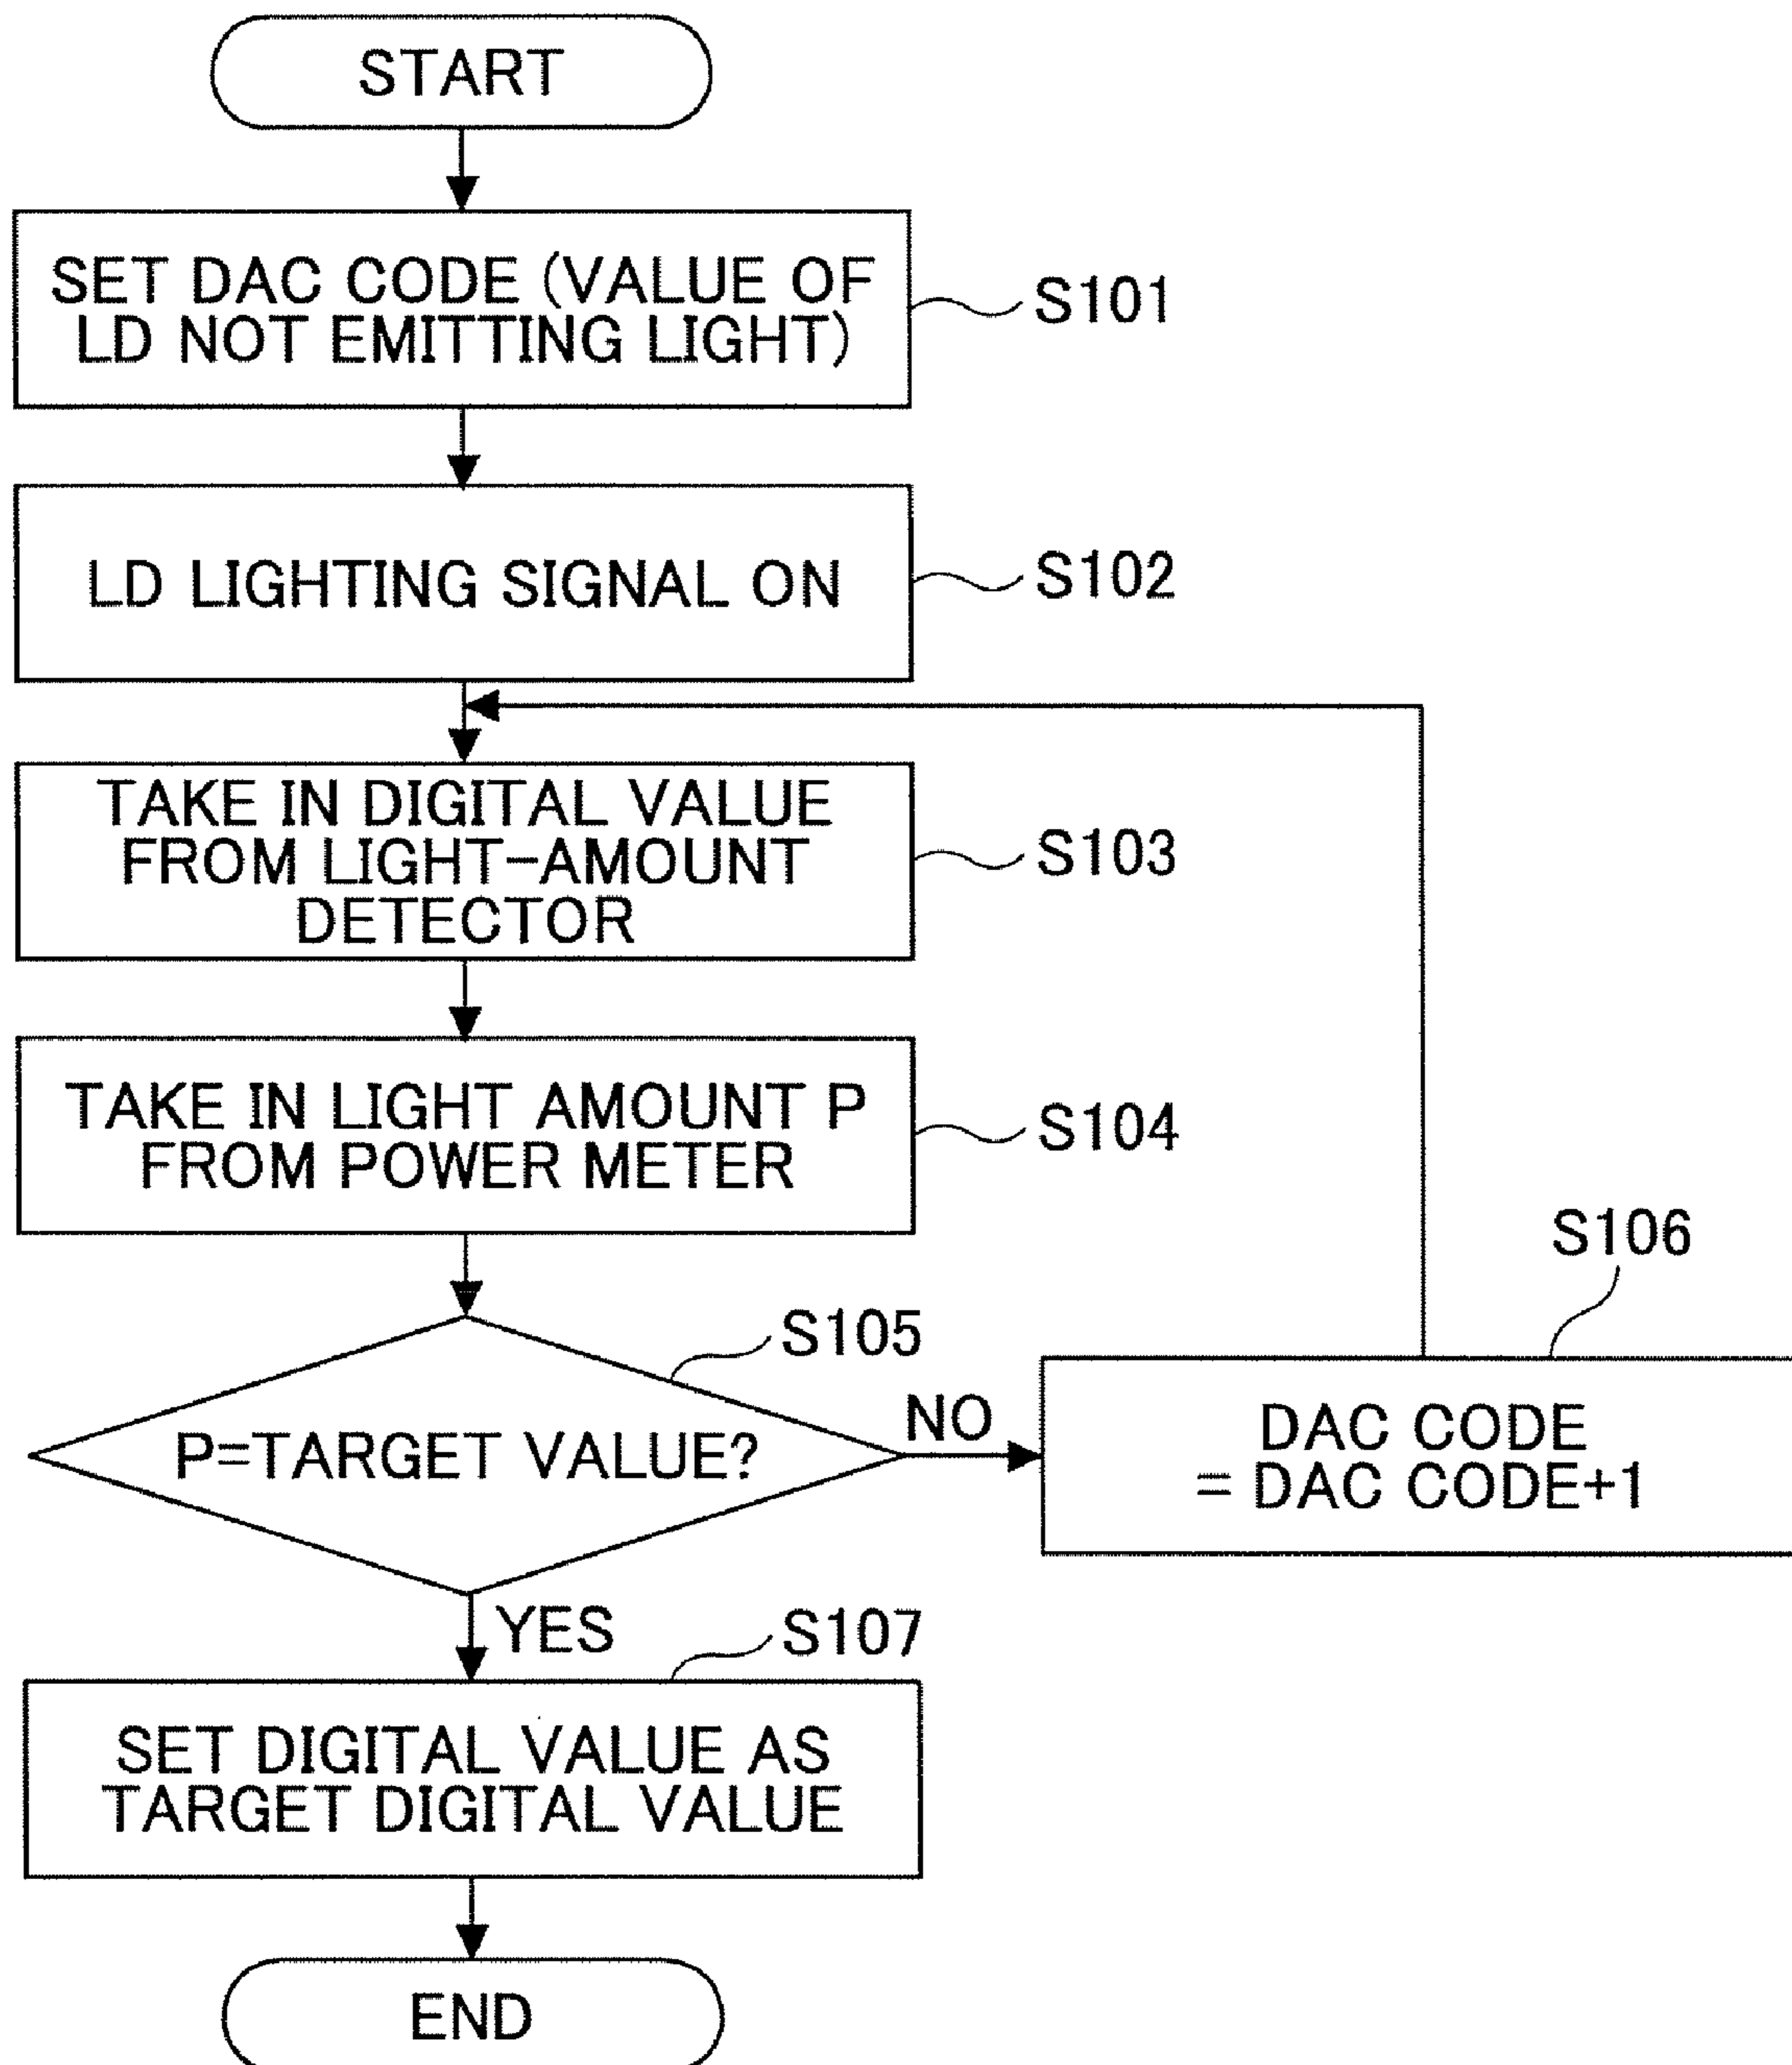 START
SET DAC CODE (VALUE OF
LD NOT EMITTING LIGHT)
S101
LD LIGHTING SIGNAL ON
S102
TAKE IN DIGITAL VALUE
FROM LIGHT-AMOUNT
DETECTOR
S103
TAKE IN LIGHT AMOUNT P
FROM POWER METER
S104
P=TARGET VALUE?
S105
NO
S106
DAC CODE
= DAC CODE+1
YES
S107
SET DIGITAL VALUE AS
TARGET DIGITAL VALUE
END